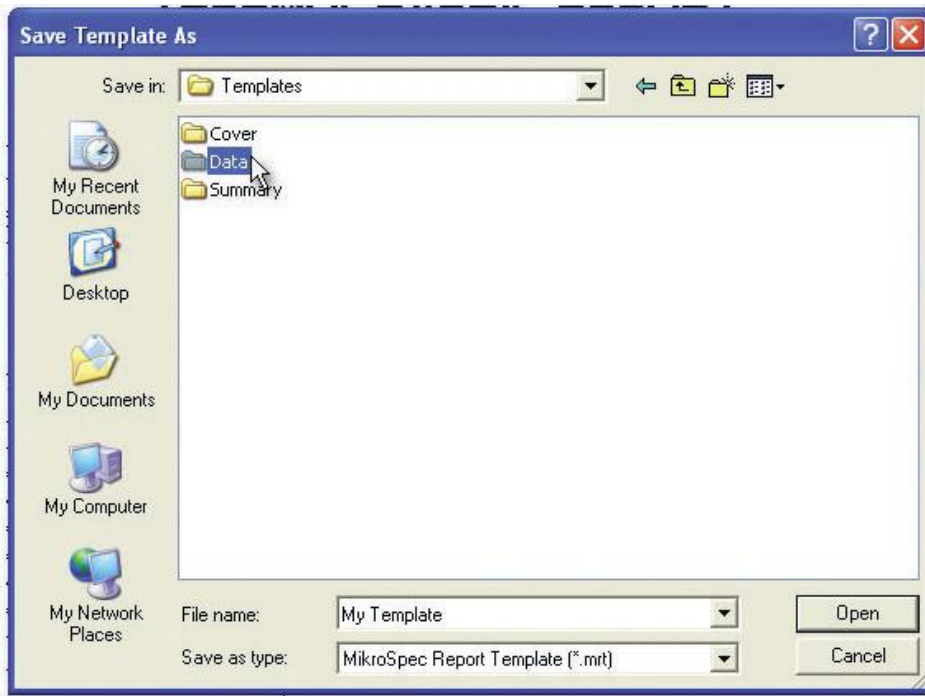 Save Template As
Save in:
Templates
Cover
Data
Summary
My Recent
Documents
Desktop
My Documents
My Computer
My Network
Places
File name:
My Template
Open
Save as type:
MikroSpec Report Template (*.mrt)
Cancel